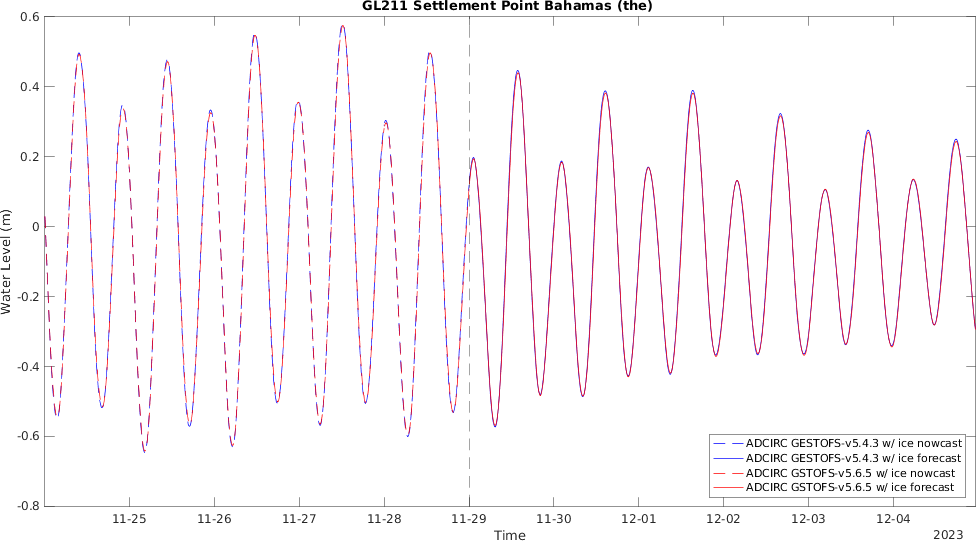 GL211 Settlement Point Bahamas (the)
0.6
0.4
0.2
0
-0.2
-0.4
-0.6
-0.8
Water Level (m)
ADCIRC GESTOFS-v5.4.3 w/ ice nowcast
ADCIRC GESTOFS-v5.4.3 w/ ice forecast
ADCIRC GSTOFS-v5.6.5 w/ ice nowcast
ADCIRC GSTOFS-v5.6.5 w/ ice forecast
11-25 11-26 11-27 11-28 11-29 11-30 12-01 12-02 12-03 12-04
Time
2023